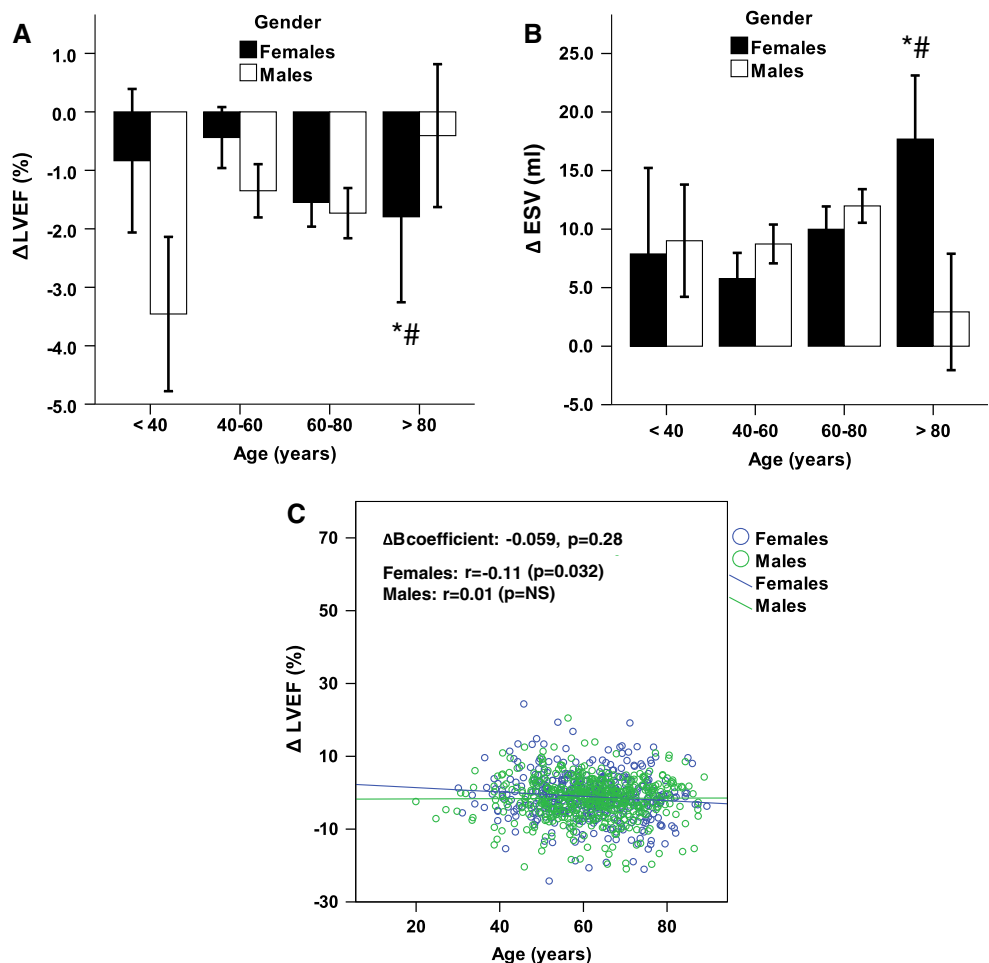 A
Gender
Females
Males
ΔLVEF (%)
1.0
0.0
-1.0
-2.0
-3.0
-4.0
-5.0
*#
< 40
40-60
60-80
> 80
Age (years)
B
Gender
Females
Males
*#
Δ ESV (ml)
25.0
20.0
15.0
10.0
5.0
0.0
-5.0
< 40
40-60
60-80
> 80
Age (years)
C
ΔBcoefficient: -0.059, p=0.28
Females: r=-0.11 (p=0.032)
Males: r=0.01 (p=NS)
Females
Males
Females
Males
Δ LVEF (%)
70
50
30
10
-10
-30
20
40
60
80
Age (years)